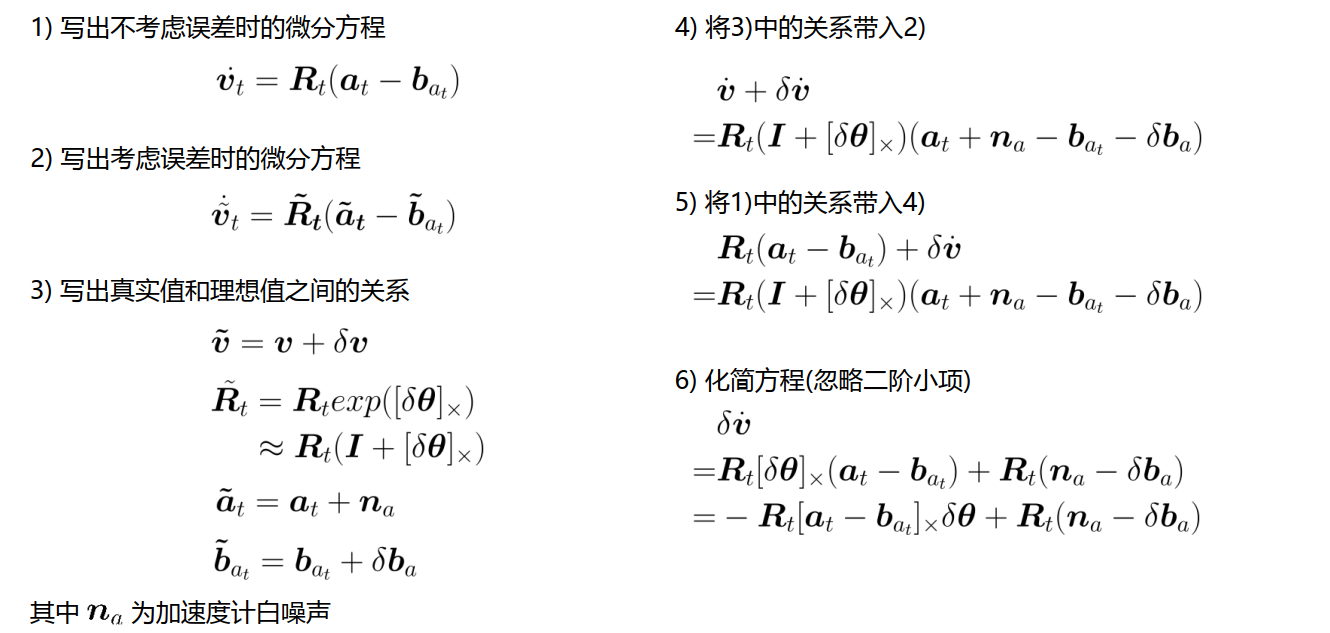 1) 写出不考虑误差时的微分方程
$\dot{\boldsymbol{v}}_t = \boldsymbol{R}_t(\boldsymbol{a}_t - \boldsymbol{b}_{a_t})$
2) 写出考虑误差时的微分方程
$\dot{\tilde{\boldsymbol{v}}}_t = \tilde{\boldsymbol{R}}_{\boldsymbol{t}}(\tilde{\boldsymbol{a}}_{\boldsymbol{t}} - \tilde{\boldsymbol{b}}_{a_t})$
3) 写出真实值和理想值之间的关系
$\tilde{\boldsymbol{v}} = \boldsymbol{v} + \delta\boldsymbol{v}$
$\tilde{\boldsymbol{R}}_t = \boldsymbol{R}_t exp([\delta\boldsymbol{\theta}]_\times)$
$\approx \boldsymbol{R}_t(\boldsymbol{I} + [\delta\boldsymbol{\theta}]_\times)$
$\tilde{\boldsymbol{a}}_t = \boldsymbol{a}_t + \boldsymbol{n}_a$
$\tilde{\boldsymbol{b}}_{a_t} = \boldsymbol{b}_{a_t} + \delta\boldsymbol{b}_a$
其中 $\boldsymbol{n}_a$ 为加速度计白噪声
4) 将3)中的关系带入2)
$\dot{\boldsymbol{v}} + \delta\dot{\boldsymbol{v}}$
$=\boldsymbol{R}_t(\boldsymbol{I} + [\delta\boldsymbol{\theta}]_\times)(\boldsymbol{a}_t + \boldsymbol{n}_a - \boldsymbol{b}_{a_t} - \delta\boldsymbol{b}_a)$
5) 将1)中的关系带入4)
$\boldsymbol{R}_t(\boldsymbol{a}_t - \boldsymbol{b}_{a_t}) + \delta\dot{\boldsymbol{v}}$
$=\boldsymbol{R}_t(\boldsymbol{I} + [\delta\boldsymbol{\theta}]_\times)(\boldsymbol{a}_t + \boldsymbol{n}_a - \boldsymbol{b}_{a_t} - \delta\boldsymbol{b}_a)$
6) 化简方程(忽略二阶小项)
$\delta\dot{\boldsymbol{v}}$
$=\boldsymbol{R}_t[\delta\boldsymbol{\theta}]_\times(\boldsymbol{a}_t - \boldsymbol{b}_{a_t}) + \boldsymbol{R}_t(\boldsymbol{n}_a - \delta\boldsymbol{b}_a)$
$=-\boldsymbol{R}_t[\boldsymbol{a}_t - \boldsymbol{b}_{a_t}]_\times\delta\boldsymbol{\theta} + \boldsymbol{R}_t(\boldsymbol{n}_a - \delta\boldsymbol{b}_a)$